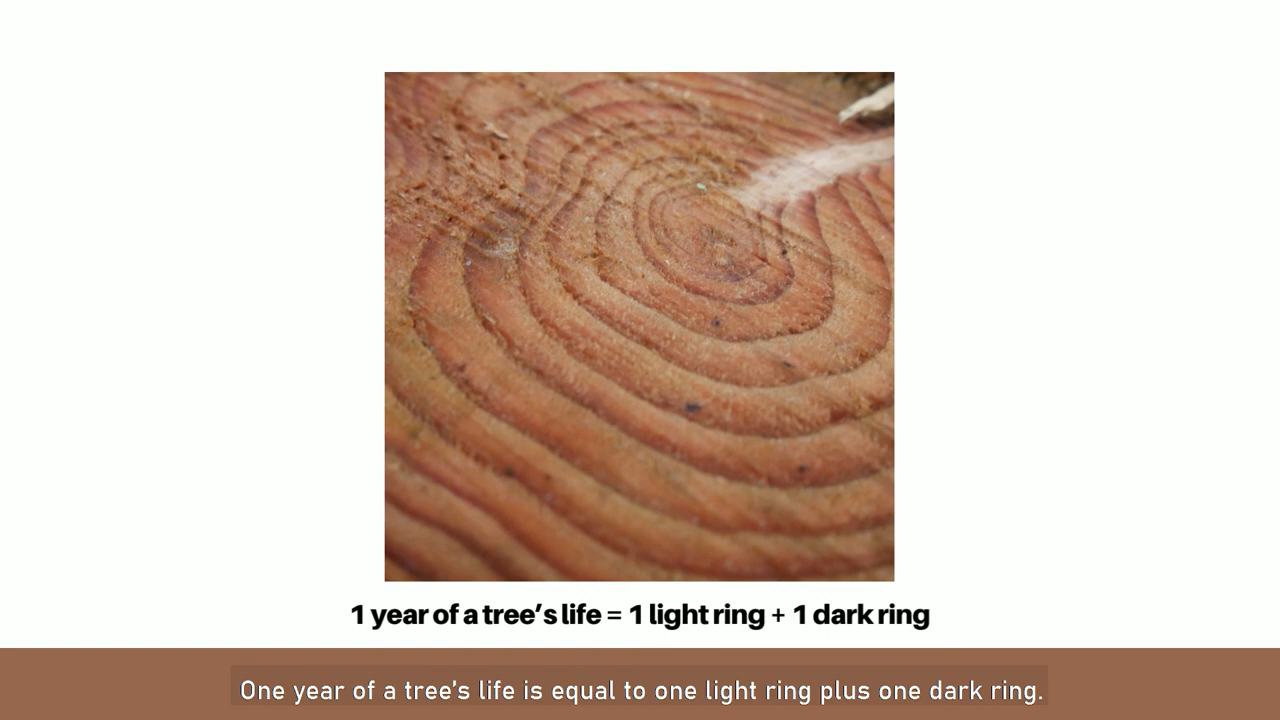 1 year of a tree’s life = 1 light ring + 1 dark ring
One year of a tree’s life is equal to one light ring plus one dark ring.